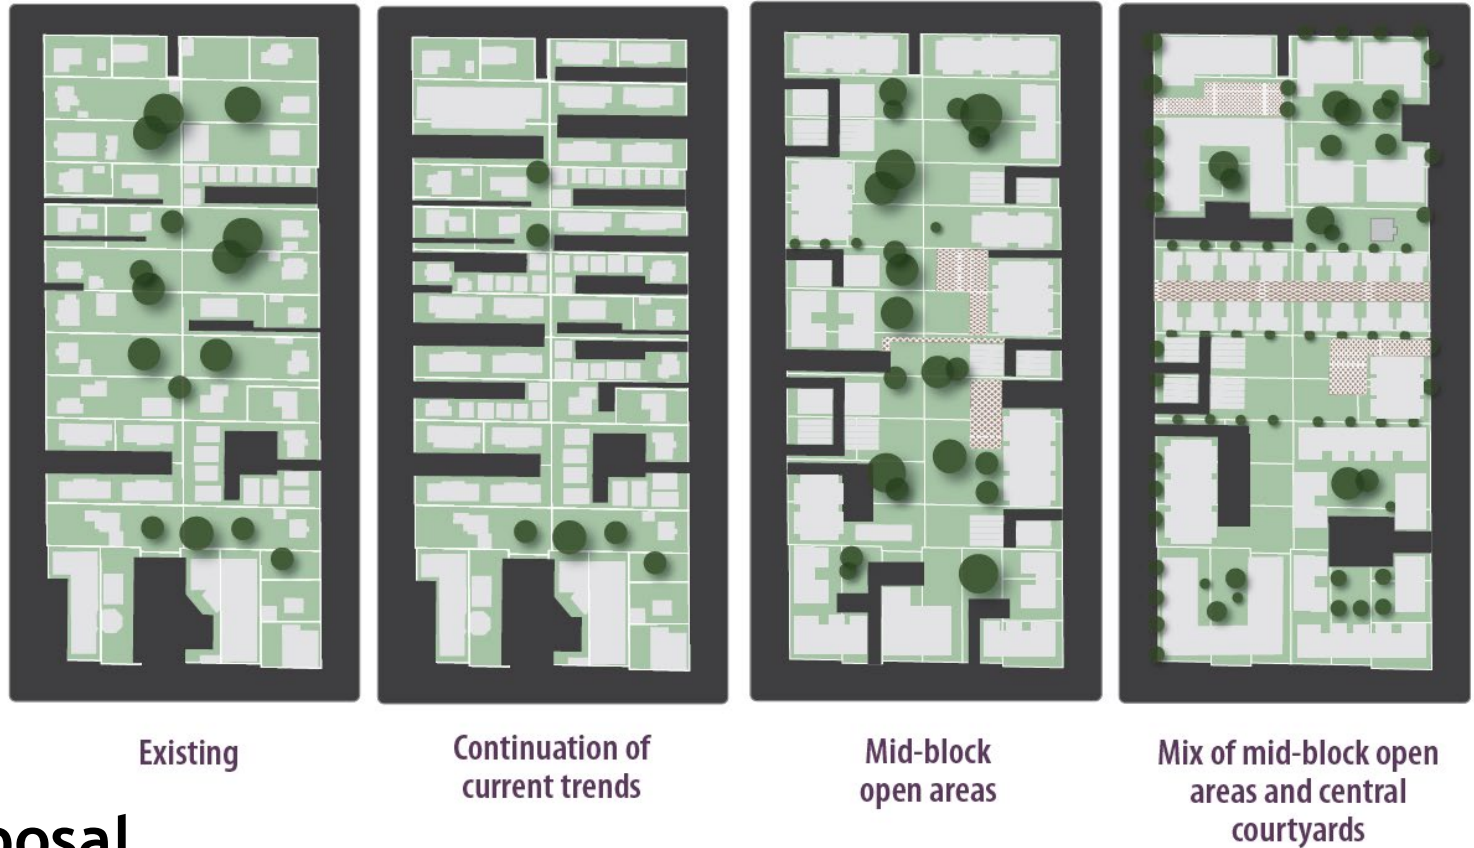 Existing
Continuation of
current trends
Mid-block
open areas
Mix of mid-block open
areas and central
courtyards